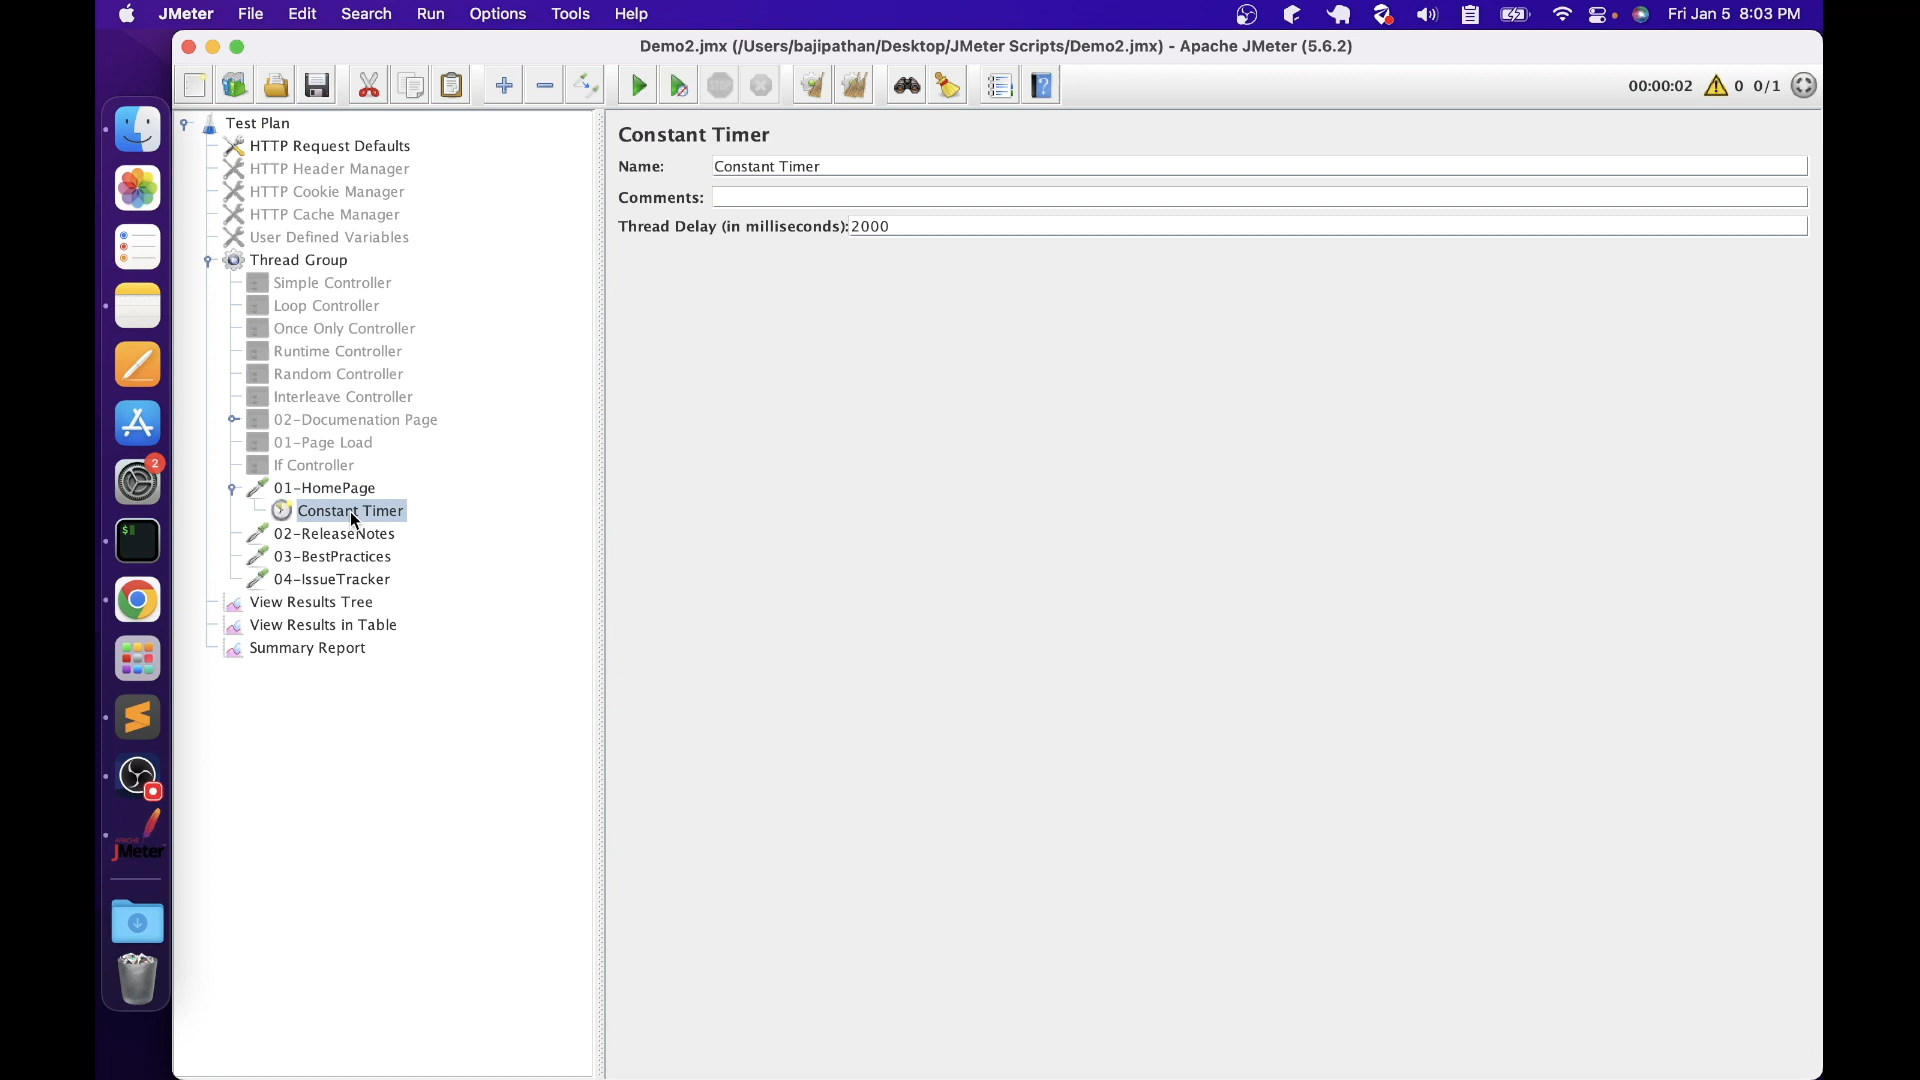 JMeter File Edit Search Run Options Tools Help Fri Jan 5 8:03 PM
Demo2.jmx (/Users/bajipathan/Desktop/JMeter Scripts/Demo2.jmx) - Apache JMeter (5.6.2)
STOP
00:00:02 0 0/1
Test Plan
HTTP Request Defaults
HTTP Header Manager
HTTP Cookie Manager
HTTP Cache Manager
User Defined Variables
Thread Group
Simple Controller
Loop Controller
Once Only Controller
Runtime Controller
Random Controller
Interleave Controller
02-Documenation Page
01-Page Load
If Controller
01-HomePage
Constant Timer
02-ReleaseNotes
03-BestPractices
04-IssueTracker
View Results Tree
View Results in Table
Summary Report
Constant Timer
Name: Constant Timer
Comments:
Thread Delay (in milliseconds): 2000
2
$
APACHE
JMeter